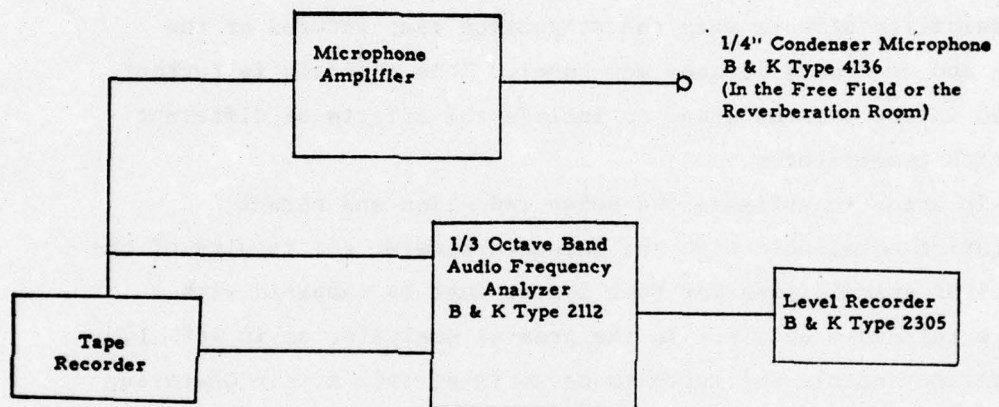 Microphone
Amplifier
1/4" Condenser Microphone
B & K Type 4136
(In the Free Field or the
Reverberation Room)
1/3 Octave Band
Audio Frequency
Analyzer
B & K Type 2112
Level Recorder
B & K Type 2305
Tape
Recorder